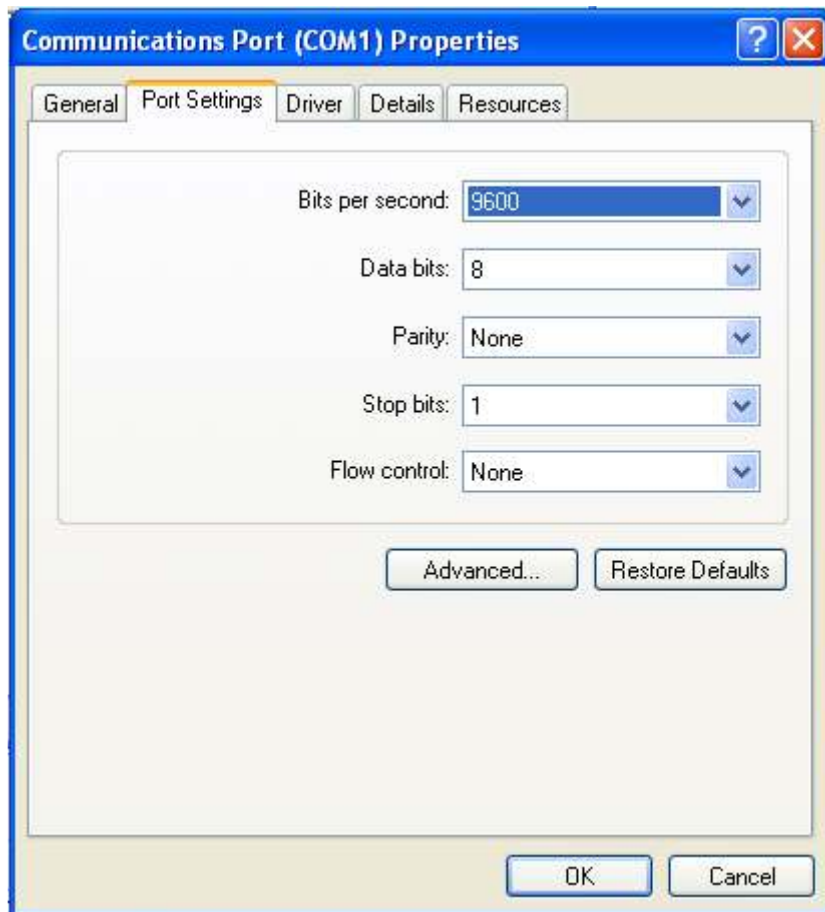 Communications Port (COM1) Properties ?
General Port Settings Driver Details Resources
Bits per second: 9600
Data bits: 8
Parity: None
Stop bits: 1
Flow control: None
Advanced... Restore Defaults
OK Cancel